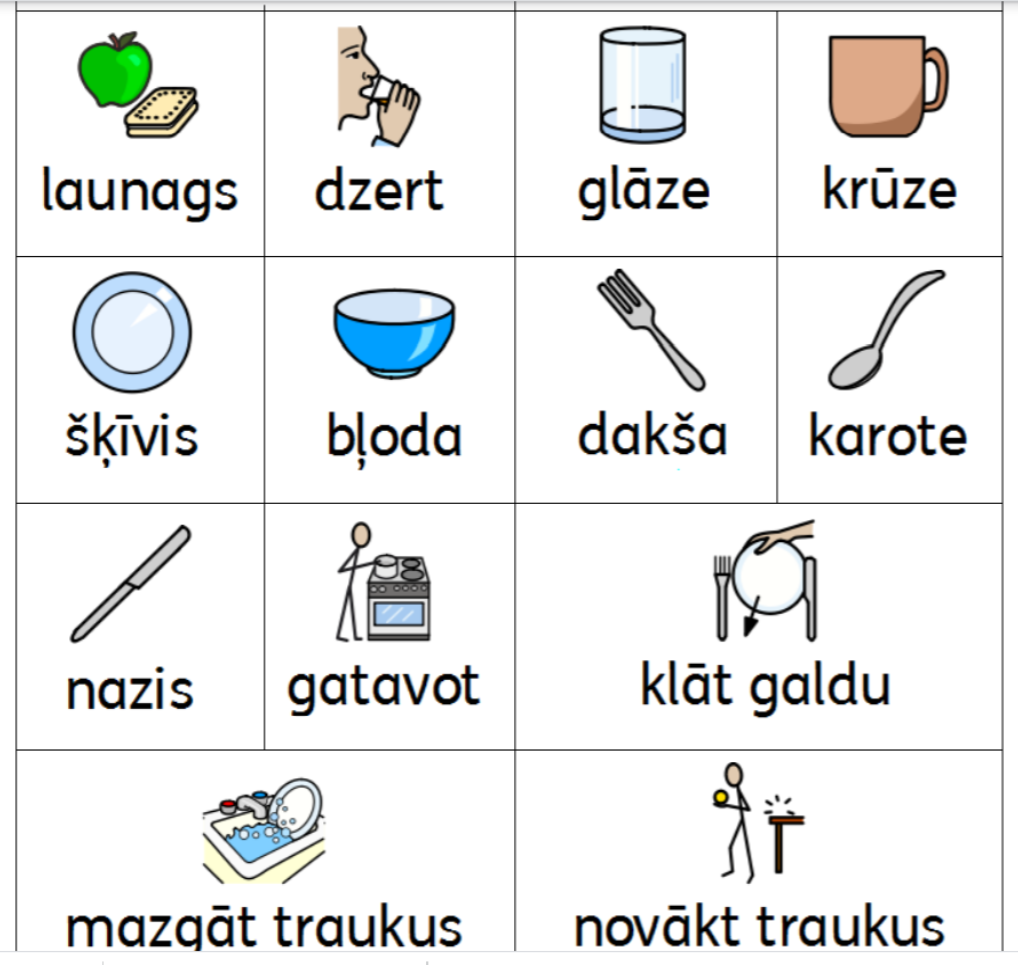 launags
dzert
glāze
krūze
šķīvis
bļoda
dakša
karote
nazis
gatavot
klāt galdu
mazgāt traukus
novākt traukus